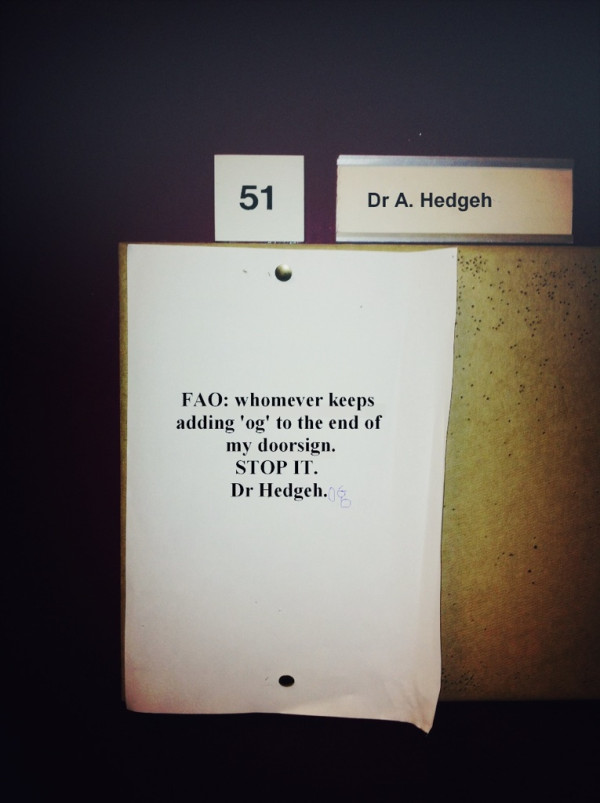 51
Dr A. Hedgeh
FAO: whomever keeps
adding 'og' to the end of
my doorsign.
STOP IT.
Dr Hedgeh.og